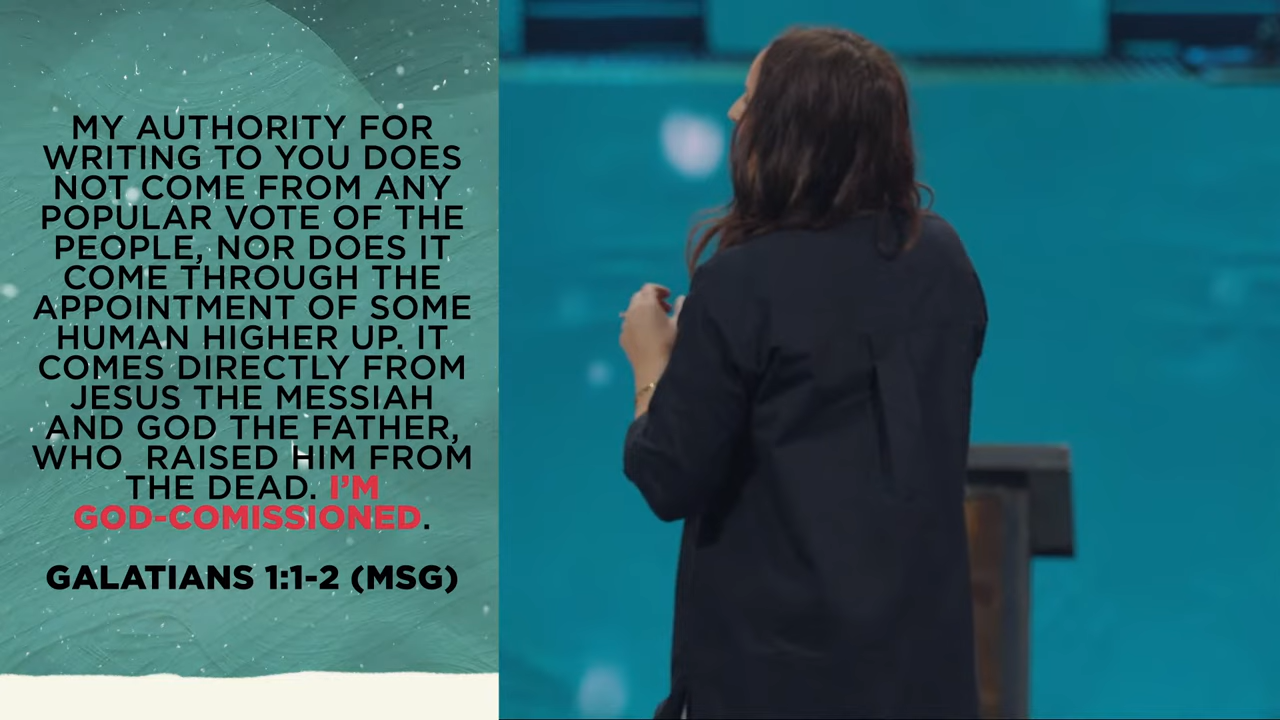 MY AUTHORITY FOR
WRITING TO YOU DOES
NOT COME FROM ANY
POPULAR VOTE OF THE
PEOPLE, NOR DOES IT
COME THROUGH THE
APPOINTMENT OF SOME
HUMAN HIGHER UP. IT
COMES DIRECTLY FROM
JESUS THE MESSIAH
AND GOD THE FATHER,
WHO  RAISED HIM FROM
THE DEAD. I'M
GOD-COMISSIONED.
GALATIANS 1:1-2 (MSG)